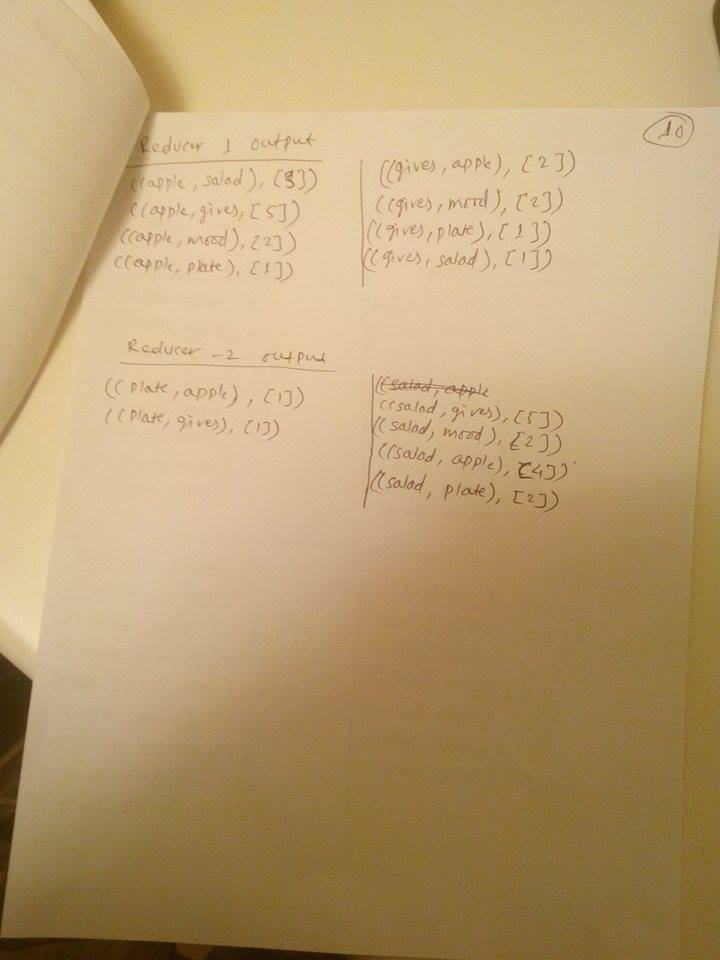 10
Reducer 1 output
((apple, salad), [3])
((apple, gives, [5])
((apple, mood), [2])
((apple, plate), [1])
((gives, apple), [2])
((gives, mood), [2])
((gives, plate), [1])
((gives, salad), [1])
Reducer -2 output
((plate, apple), [1])
((plate, gives), [1])
((salad, apple
((salad, gives), [5])
((salad, mood), [2])
((salad, apple), [4])
((salad, plate), [2])